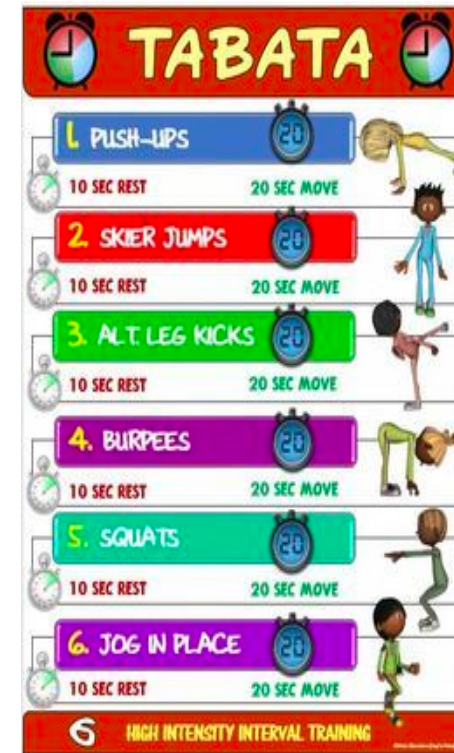 TABATA
1. PUSH-UPS 20
10 SEC REST 20 SEC MOVE
2. SKIER JUMPS 20
10 SEC REST 20 SEC MOVE
3. ALT. LEG KICKS 20
10 SEC REST 20 SEC MOVE
4. BURPEES 20
10 SEC REST 20 SEC MOVE
5. SQUATS 20
10 SEC REST 20 SEC MOVE
6. JOG IN PLACE 20
10 SEC REST 20 SEC MOVE
6 HIGH INTENSITY INTERVAL TRAINING